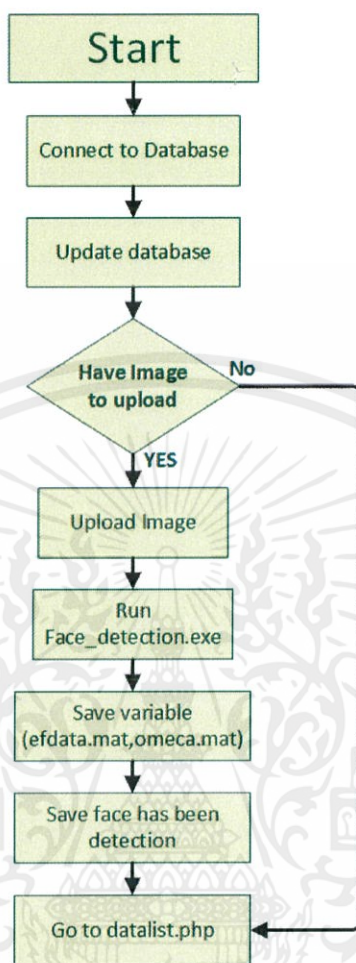 Start
Connect to Database
Update database
Have Image
to upload
No
YES
Upload Image
Run
Face_detection.exe
Save variable
(efdata.mat,omeca.mat)
Save face has been
detection
Go to datalist.php